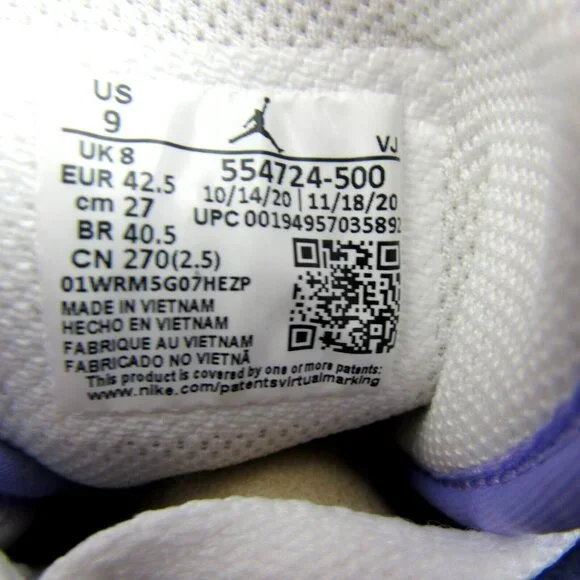 US
9
VJ
UK 8
554724-500
EUR 42.5
10/14/20 11/18/20
cm 27
UPC 00194957035892
BR 40.5
CN 270(2.5)
01WRM5G07HEZP
MADE IN VIETNAM
HECHO EN VIETNAM
FABRIQUE AU VIETNAM
FABRICADO NO VIETNÃ
This product is covered by one or more patents:
www.nike.com/patentsvirtualmarking